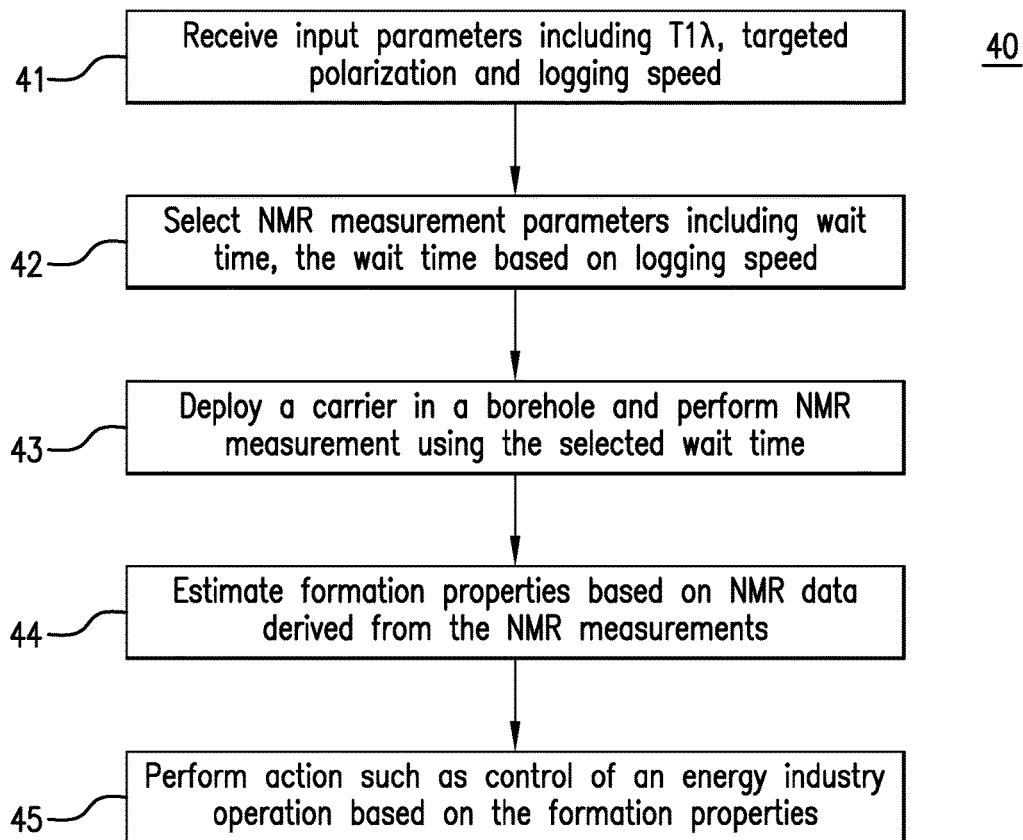 Receive input parameters including T1λ, targeted
polarization and logging speed
40
41
Select NMR measurement parameters including wait
time, the wait time based on logging speed
42
Deploy a carrier in a borehole and perform NMR
measurement using the selected wait time
43
Estimate formation properties based on NMR data
derived from the NMR measurements
44
Perform action such as control of an energy industry
operation based on the formation properties
45